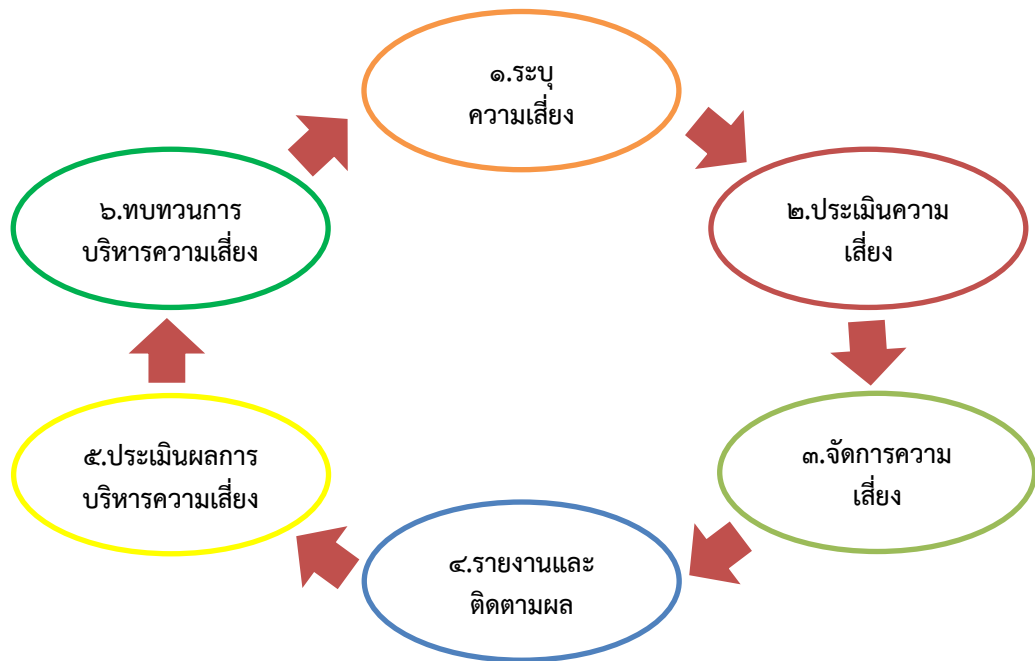 ๑.ระบุ
ความเสี่ยง
๒.ประเมินความ
เสี่ยง
๓.จัดการความ
เสี่ยง
๔.รายงานและ
ติดตามผล
๕.ประเมินผลการ
บริหารความเสี่ยง
๖.ทบทวนการ
บริหารความเสี่ยง